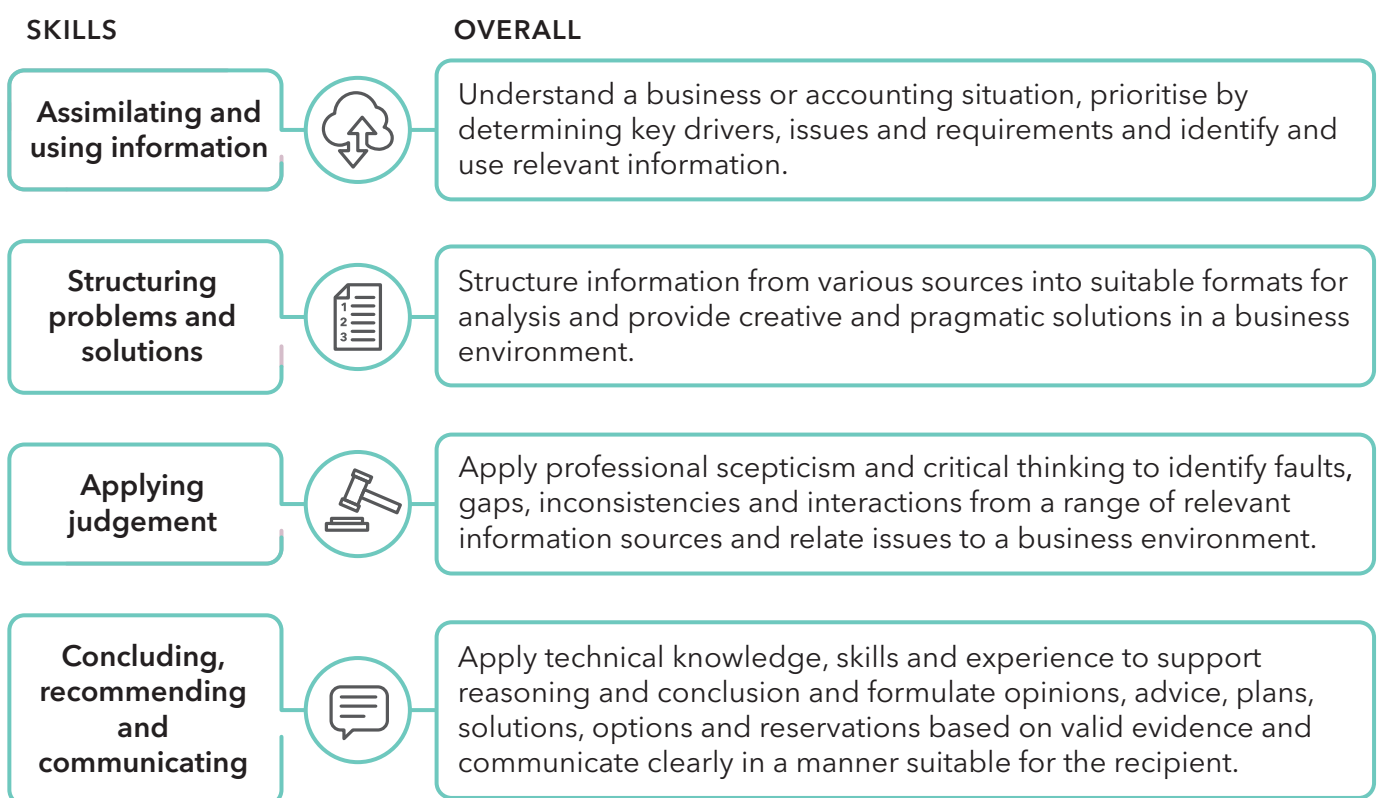 SKILLS
OVERALL
Assimilating and
using information
Understand a business or accounting situation, prioritise by
determining key drivers, issues and requirements and identify and
use relevant information.
Structuring
problems and
solutions
1
2
3
Structure information from various sources into suitable formats for
analysis and provide creative and pragmatic solutions in a business
environment.
Applying
judgement
Apply professional scepticism and critical thinking to identify faults,
gaps, inconsistencies and interactions from a range of relevant
information sources and relate issues to a business environment.
Concluding,
recommending
and
communicating
Apply technical knowledge, skills and experience to support
reasoning and conclusion and formulate opinions, advice, plans,
solutions, options and reservations based on valid evidence and
communicate clearly in a manner suitable for the recipient.